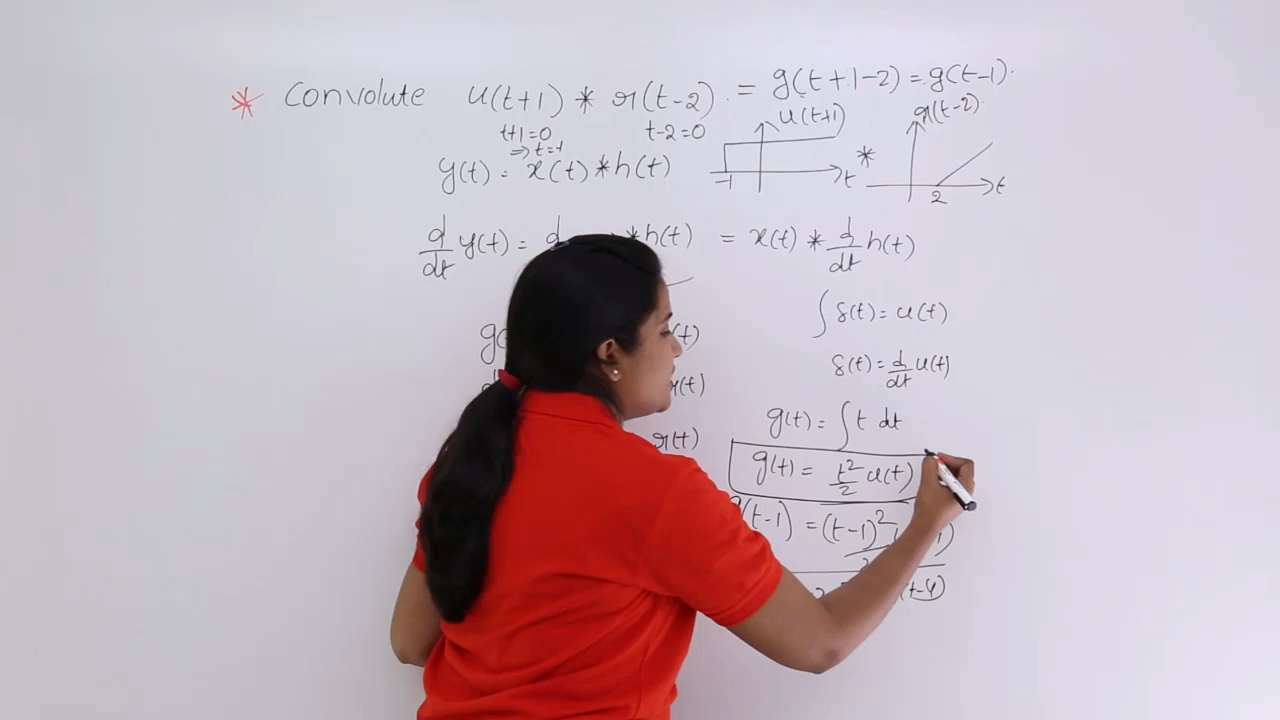 * Convolute u(t+1) * r(t-2) = g(t+1-2) = g(t-1).
t+1=0 t-2=0 u(t+1) r(t-2)
⇒ t=-1
y(t) = x(t) * h(t) -1 t * 2 t
d/dt y(t) = d * h(t) = x(t) * d/dt h(t)
∫ δ(t) = u(t)
g (t)
δ(t) = d/dt u(t)
r(t)
g(t) = ∫ t dt
r(t)
g(t) = t²/2 u(t)
(t-1) = (t-1)²